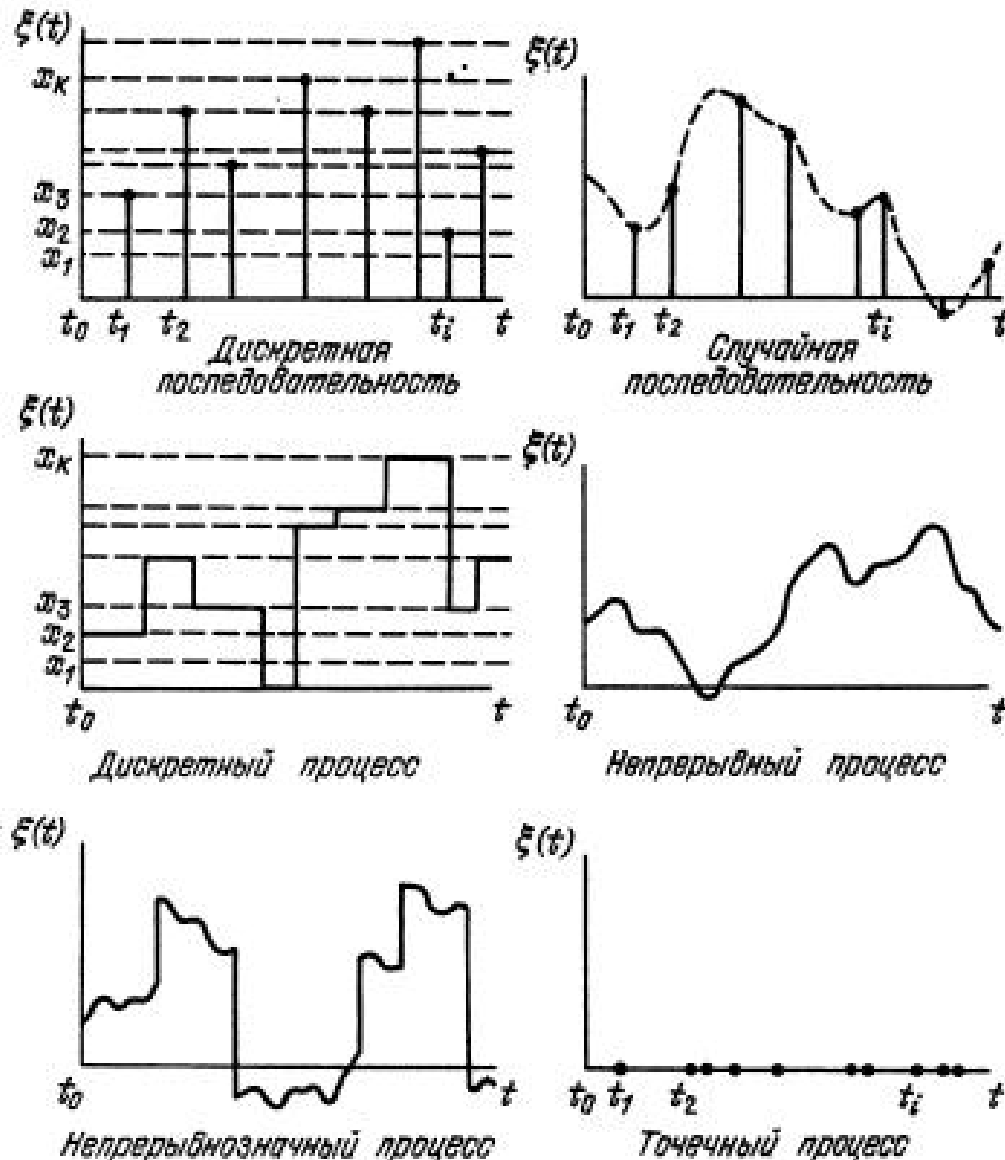 ξ(t)
x_K
x_3
x_2
x_1
t_0 t_1 t_2 t_i t
Дискретная
последовательность
ξ(t)
t_0 t_1 t_2 t_i t
Случайная
последовательность
ξ(t)
x_K
x_3
x_2
x_1
t_0 t
Дискретный процесс
ξ(t)
t_0 t
Непрерывный процесс
ξ(t)
t_0 t
Непрерывнозначный процесс
ξ(t)
t_0 t_1 t_2 t_i t
Точечный процесс